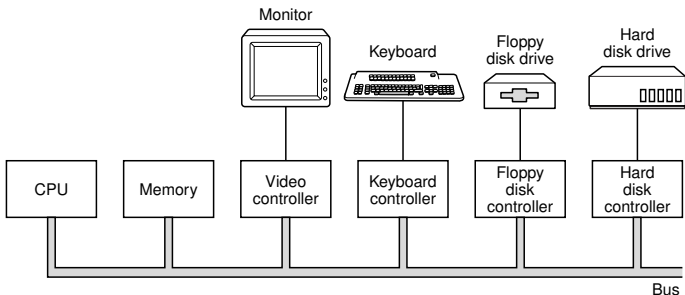 Monitor
Keyboard
Floppy
disk drive
Hard
disk drive
CPU
Memory
Video
controller
Keyboard
controller
Floppy
disk
controller
Hard
disk
controller
Bus